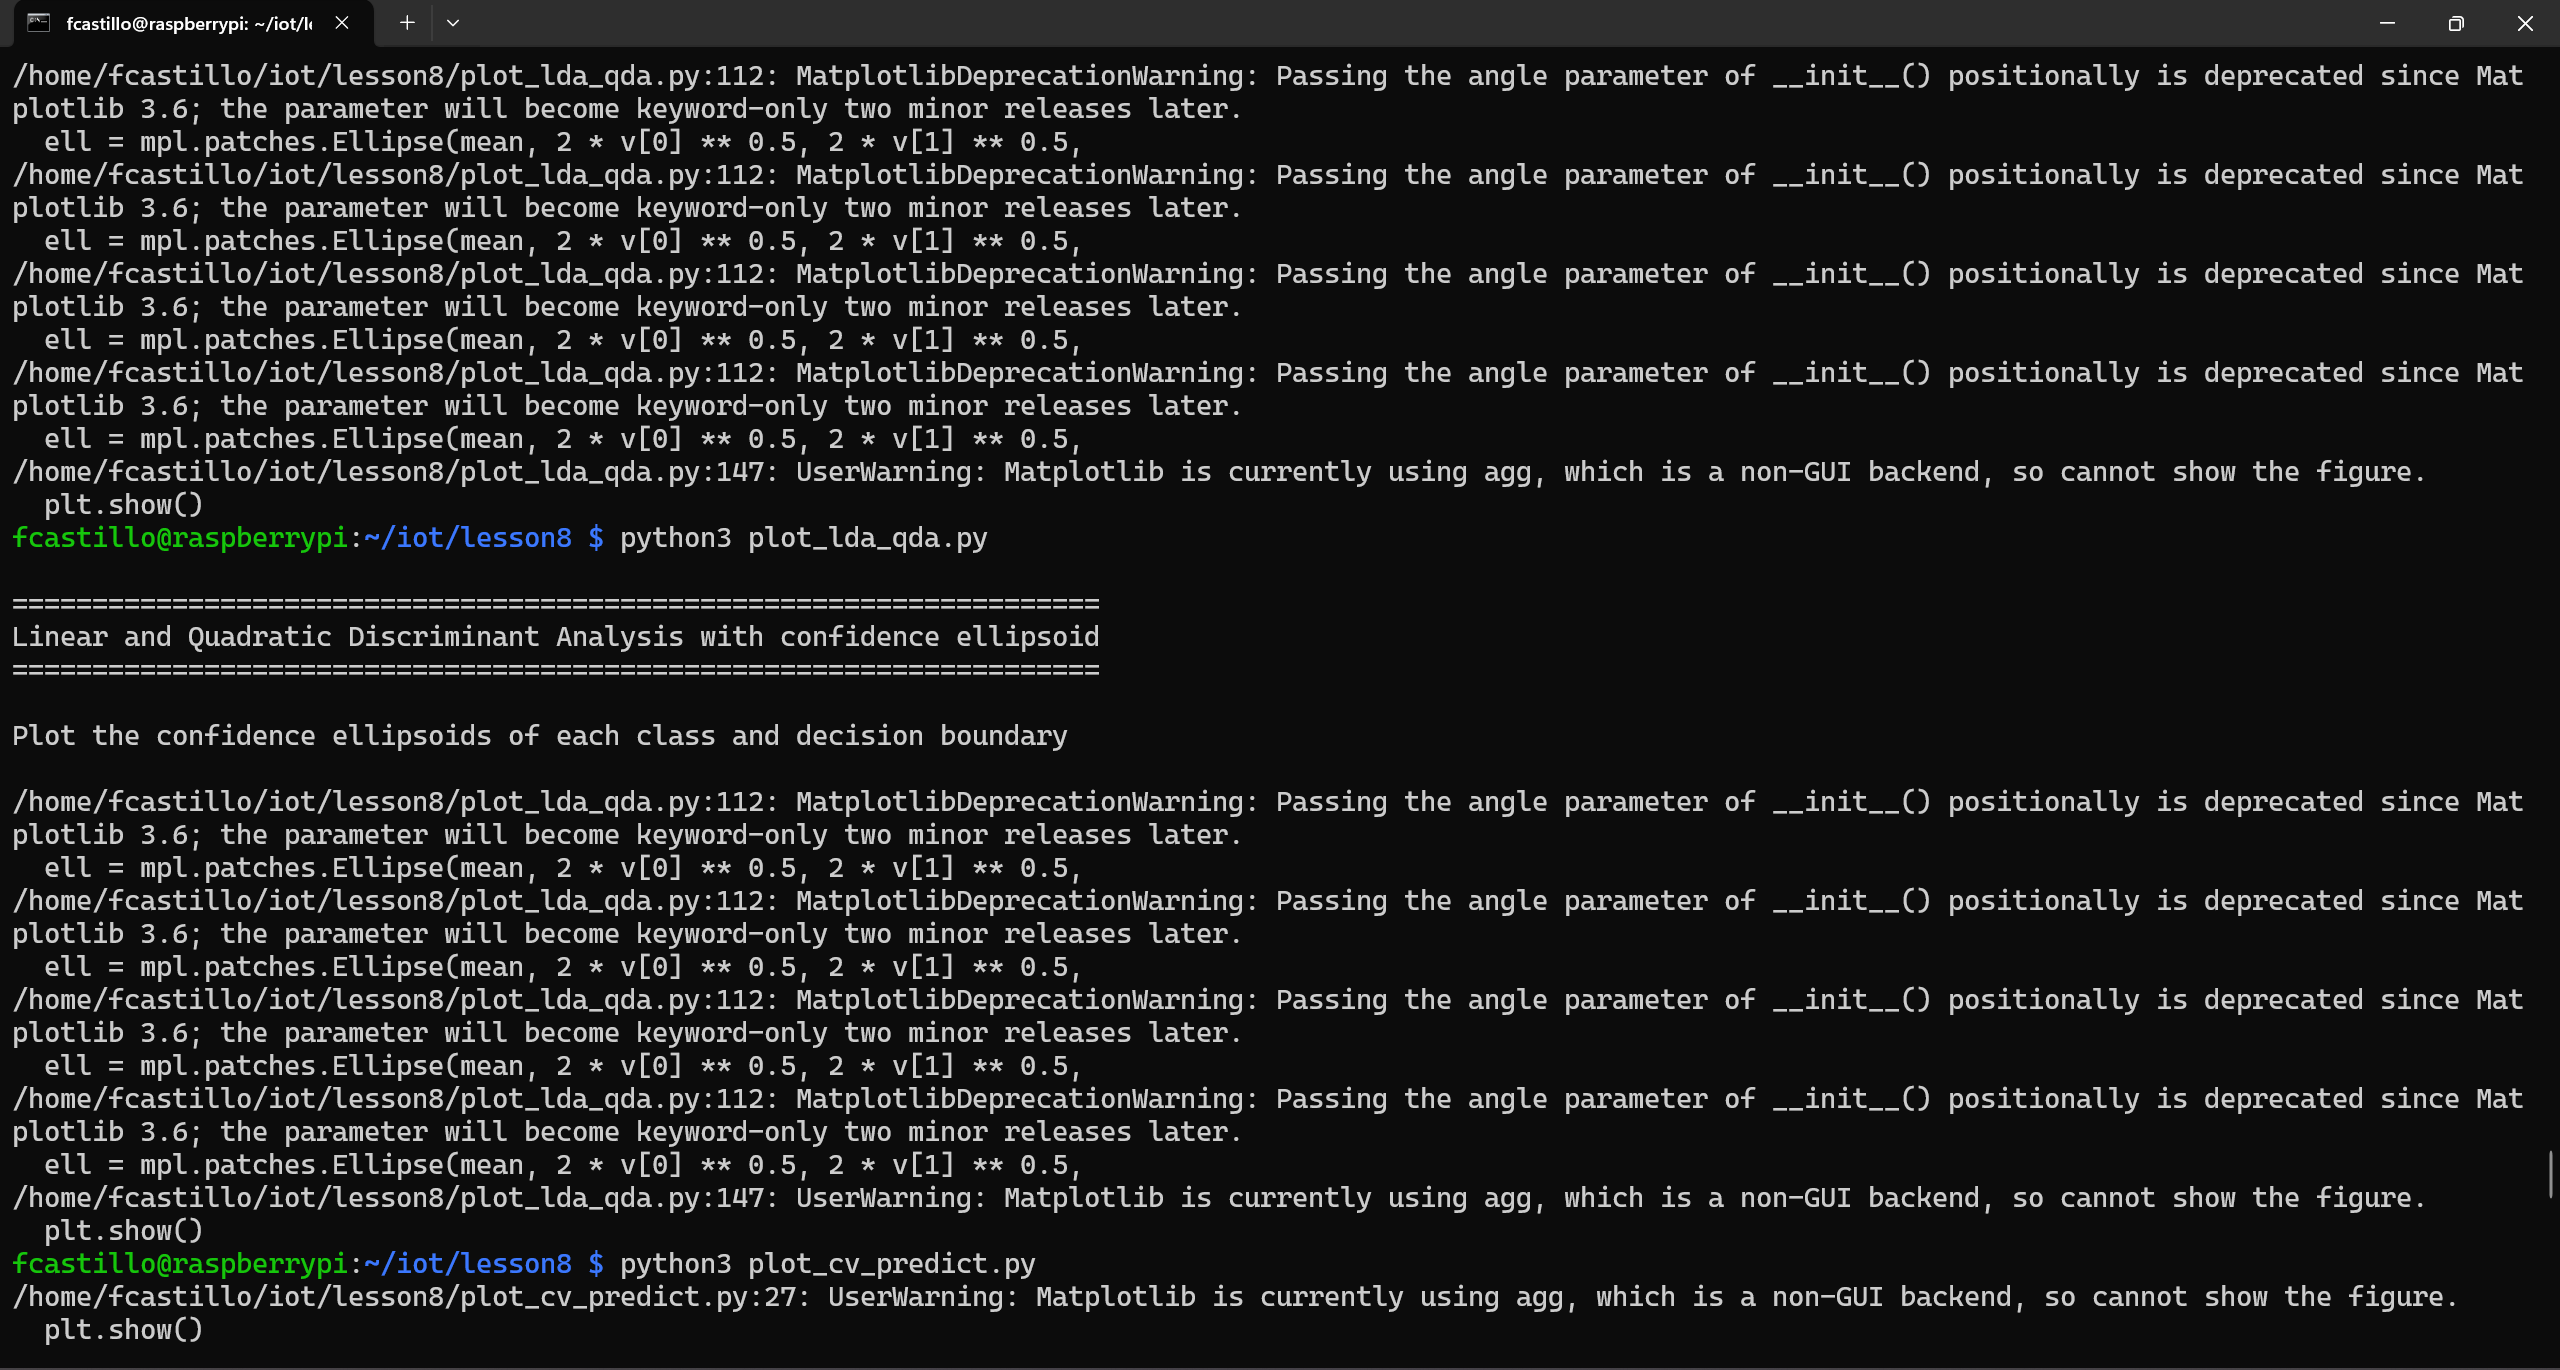 fcastillo@raspberrypi: ~/iot/l
/home/fcastillo/iot/lesson8/plot_lda_qda.py:112: MatplotlibDeprecationWarning: Passing the angle parameter of __init__() positionally is deprecated since Mat
plotlib 3.6; the parameter will become keyword-only two minor releases later.
  ell = mpl.patches.Ellipse(mean, 2 * v[0] ** 0.5, 2 * v[1] ** 0.5,
/home/fcastillo/iot/lesson8/plot_lda_qda.py:112: MatplotlibDeprecationWarning: Passing the angle parameter of __init__() positionally is deprecated since Mat
plotlib 3.6; the parameter will become keyword-only two minor releases later.
  ell = mpl.patches.Ellipse(mean, 2 * v[0] ** 0.5, 2 * v[1] ** 0.5,
/home/fcastillo/iot/lesson8/plot_lda_qda.py:112: MatplotlibDeprecationWarning: Passing the angle parameter of __init__() positionally is deprecated since Mat
plotlib 3.6; the parameter will become keyword-only two minor releases later.
  ell = mpl.patches.Ellipse(mean, 2 * v[0] ** 0.5, 2 * v[1] ** 0.5,
/home/fcastillo/iot/lesson8/plot_lda_qda.py:112: MatplotlibDeprecationWarning: Passing the angle parameter of __init__() positionally is deprecated since Mat
plotlib 3.6; the parameter will become keyword-only two minor releases later.
  ell = mpl.patches.Ellipse(mean, 2 * v[0] ** 0.5, 2 * v[1] ** 0.5,
/home/fcastillo/iot/lesson8/plot_lda_qda.py:147: UserWarning: Matplotlib is currently using agg, which is a non-GUI backend, so cannot show the figure.
  plt.show()
fcastillo@raspberrypi:~/iot/lesson8 $ python3 plot_lda_qda.py
====================================================================
Linear and Quadratic Discriminant Analysis with confidence ellipsoid
====================================================================
Plot the confidence ellipsoids of each class and decision boundary
/home/fcastillo/iot/lesson8/plot_lda_qda.py:112: MatplotlibDeprecationWarning: Passing the angle parameter of __init__() positionally is deprecated since Mat
plotlib 3.6; the parameter will become keyword-only two minor releases later.
  ell = mpl.patches.Ellipse(mean, 2 * v[0] ** 0.5, 2 * v[1] ** 0.5,
/home/fcastillo/iot/lesson8/plot_lda_qda.py:112: MatplotlibDeprecationWarning: Passing the angle parameter of __init__() positionally is deprecated since Mat
plotlib 3.6; the parameter will become keyword-only two minor releases later.
  ell = mpl.patches.Ellipse(mean, 2 * v[0] ** 0.5, 2 * v[1] ** 0.5,
/home/fcastillo/iot/lesson8/plot_lda_qda.py:112: MatplotlibDeprecationWarning: Passing the angle parameter of __init__() positionally is deprecated since Mat
plotlib 3.6; the parameter will become keyword-only two minor releases later.
  ell = mpl.patches.Ellipse(mean, 2 * v[0] ** 0.5, 2 * v[1] ** 0.5,
/home/fcastillo/iot/lesson8/plot_lda_qda.py:112: MatplotlibDeprecationWarning: Passing the angle parameter of __init__() positionally is deprecated since Mat
plotlib 3.6; the parameter will become keyword-only two minor releases later.
  ell = mpl.patches.Ellipse(mean, 2 * v[0] ** 0.5, 2 * v[1] ** 0.5,
/home/fcastillo/iot/lesson8/plot_lda_qda.py:147: UserWarning: Matplotlib is currently using agg, which is a non-GUI backend, so cannot show the figure.
  plt.show()
fcastillo@raspberrypi:~/iot/lesson8 $ python3 plot_cv_predict.py
/home/fcastillo/iot/lesson8/plot_cv_predict.py:27: UserWarning: Matplotlib is currently using agg, which is a non-GUI backend, so cannot show the figure.
  plt.show()